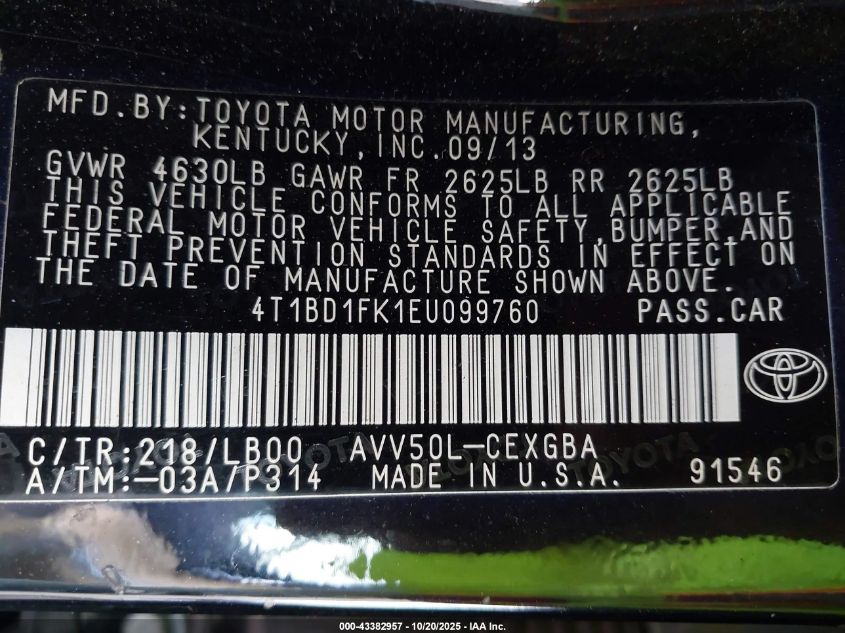 MFD.BY:TOYOTA MOTOR MANUFACTURING,
KENTUCKY,INC.09/13
GVWR 4630LB GAWR FR 2625LB RR 2625LB
THIS VEHICLE CONFORMS TO ALL APPLICABLE
FEDERAL MOTOR VEHICLE SAFETY,BUMPER,AND
THEFT PREVENTION STANDARDS IN EFFECT ON
THE DATE OF MANUFACTURE SHOWN ABOVE.
4T1BD1FK1EU099760 PASS.CAR
C/TR:218/LB00 AVV50L-CEXGBA
A/TM:-03A/P314 MADE IN U.S.A. 91546
000-43382957 - 10/20/2025 - IAA Inc.